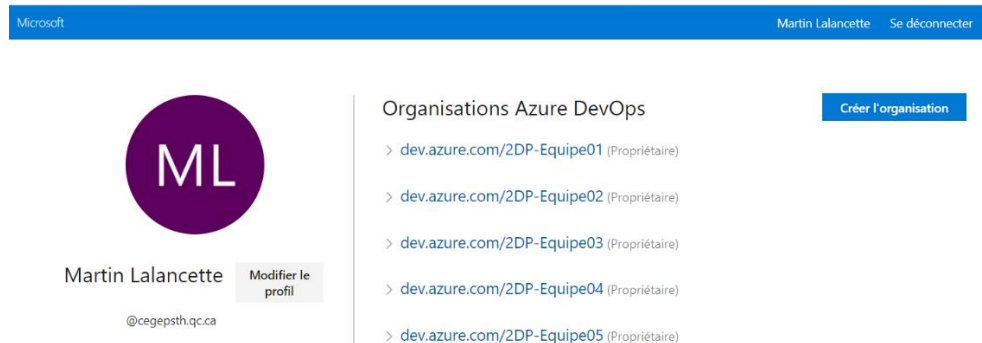 Microsoft
Martin Lalancette Se déconnecter
ML
Martin Lalancette
Modifier le
profil
@cegepsth.qc.ca
Organisations Azure DevOps
Créer l'organisation
> dev.azure.com/2DP-Equipe01 (Propriétaire)
> dev.azure.com/2DP-Equipe02 (Propriétaire)
> dev.azure.com/2DP-Equipe03 (Propriétaire)
> dev.azure.com/2DP-Equipe04 (Propriétaire)
> dev.azure.com/2DP-Equipe05 (Propriétaire)